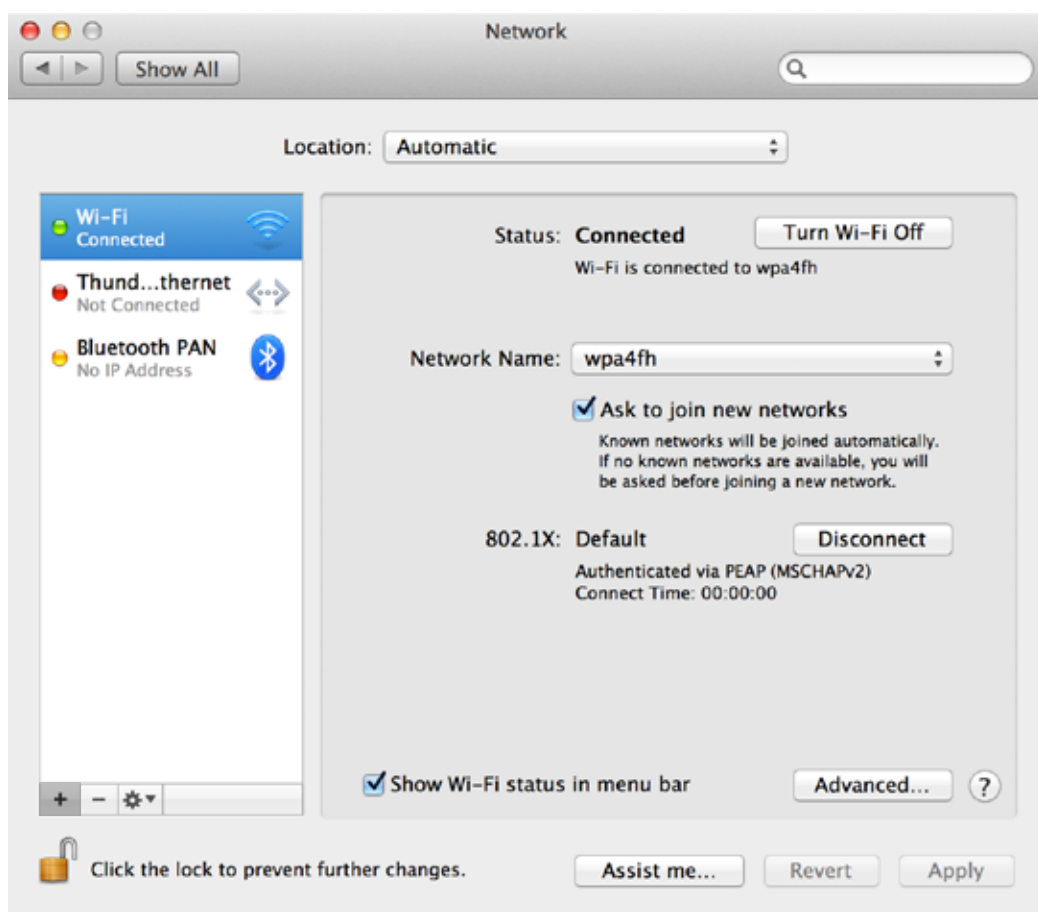 Network
Show All
Location: Automatic
Wi-Fi
Connected
Thund...thernet
Not Connected
Bluetooth PAN
No IP Address
Status: Connected Turn Wi-Fi Off
Wi-Fi is connected to wpa4fh
Network Name: wpa4fh
Ask to join new networks
Known networks will be joined automatically.
If no known networks are available, you will
be asked before joining a new network.
802.1X: Default Disconnect
Authenticated via PEAP (MSCHAPv2)
Connect Time: 00:00:00
Show Wi-Fi status in menu bar Advanced... ?
+ −
Click the lock to prevent further changes. Assist me... Revert Apply